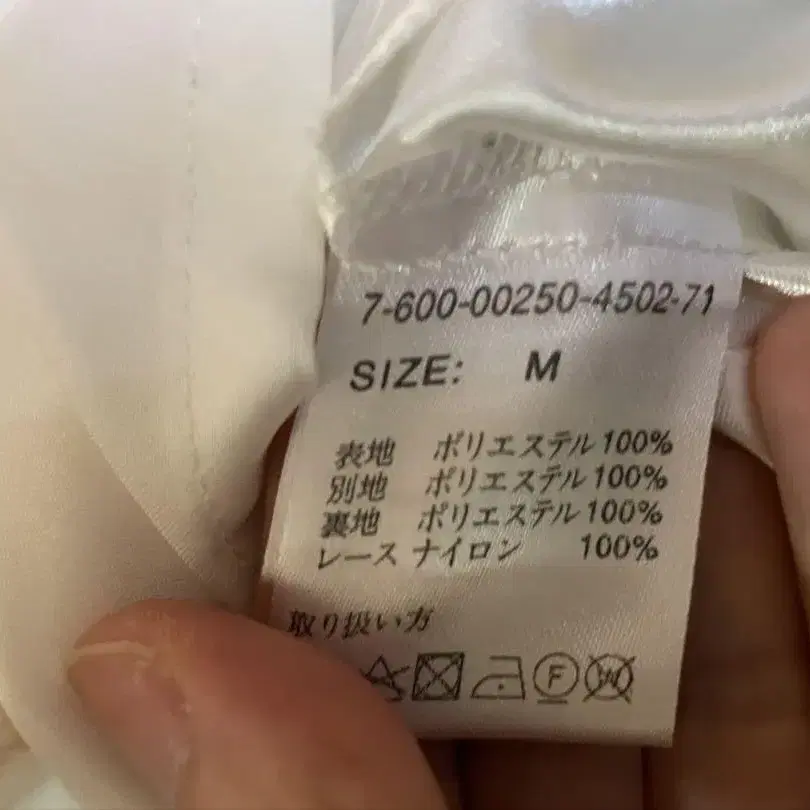 7-600-00250-4502-71
SIZE: M
表地 ポリエステル100%
別地 ポリエステル100%
裏地 ポリエステル100%
レース ナイロン 100%
取り扱い方
F W